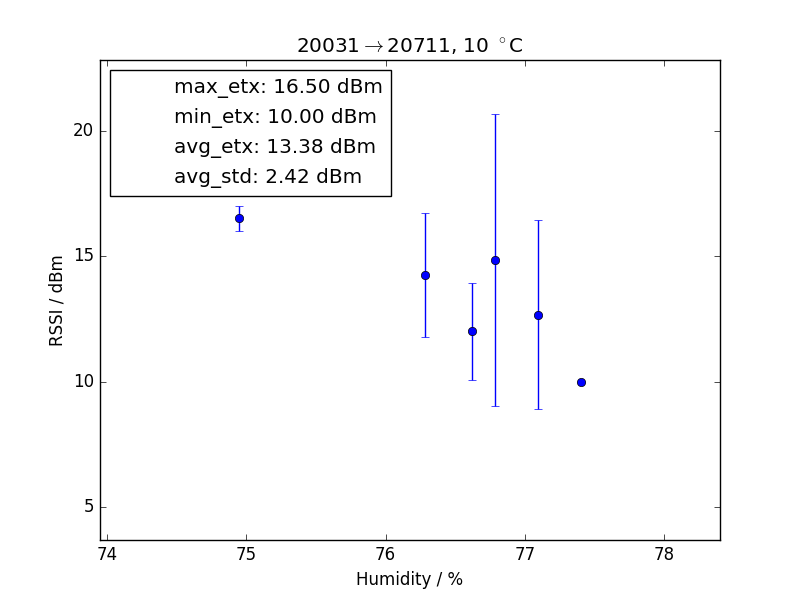 20031→20711, 10 °C
max_etx: 16.50 dBm
min_etx: 10.00 dBm
avg_etx: 13.38 dBm
avg_std: 2.42 dBm
20
15
10
5
RSSI / dBm
74 75 76 77 78
Humidity / %